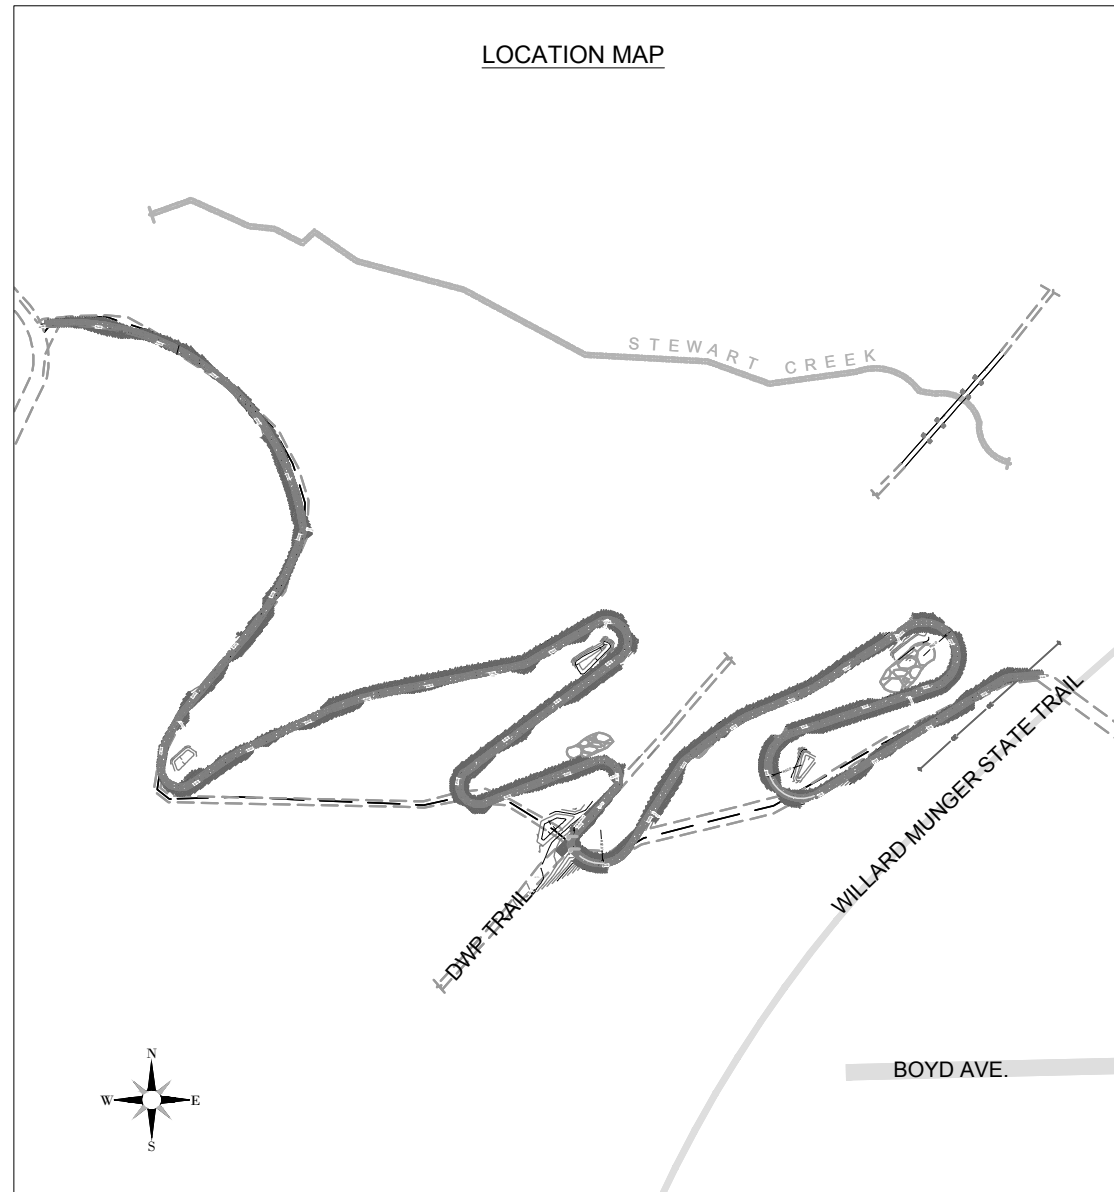 LOCATION MAP
STEWART CREEK
WILLARD MUNGER STATE TRAIL
DWP TRAIL
BOYD AVE.
N
W E
S